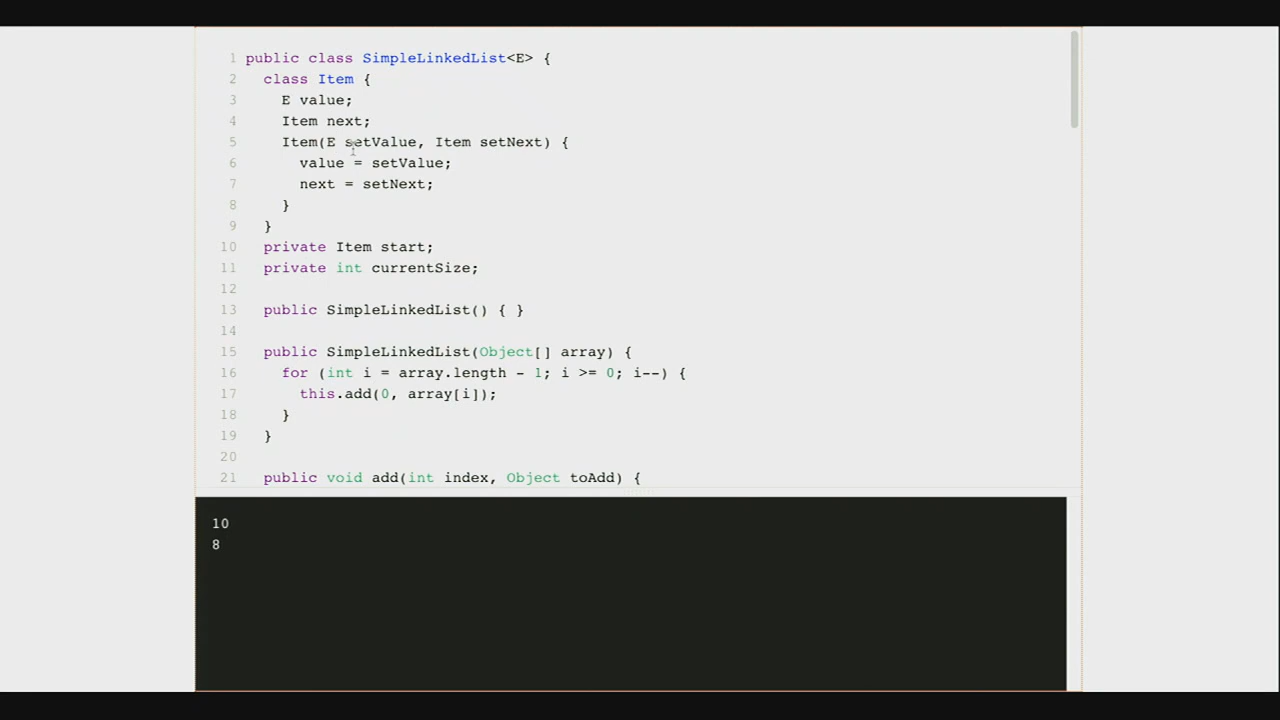 1 public class SimpleLinkedList<E> {
2   class Item {
3     E value;
4     Item next;
5     Item(E setValue, Item setNext) {
6       value = setValue;
7       next = setNext;
8     }
9   }
10   private Item start;
11   private int currentSize;
12
13   public SimpleLinkedList() { }
14
15   public SimpleLinkedList(Object[] array) {
16     for (int i = array.length - 1; i >= 0; i--) {
17       this.add(0, array[i]);
18     }
19   }
20
21   public void add(int index, Object toAdd) {
10
8